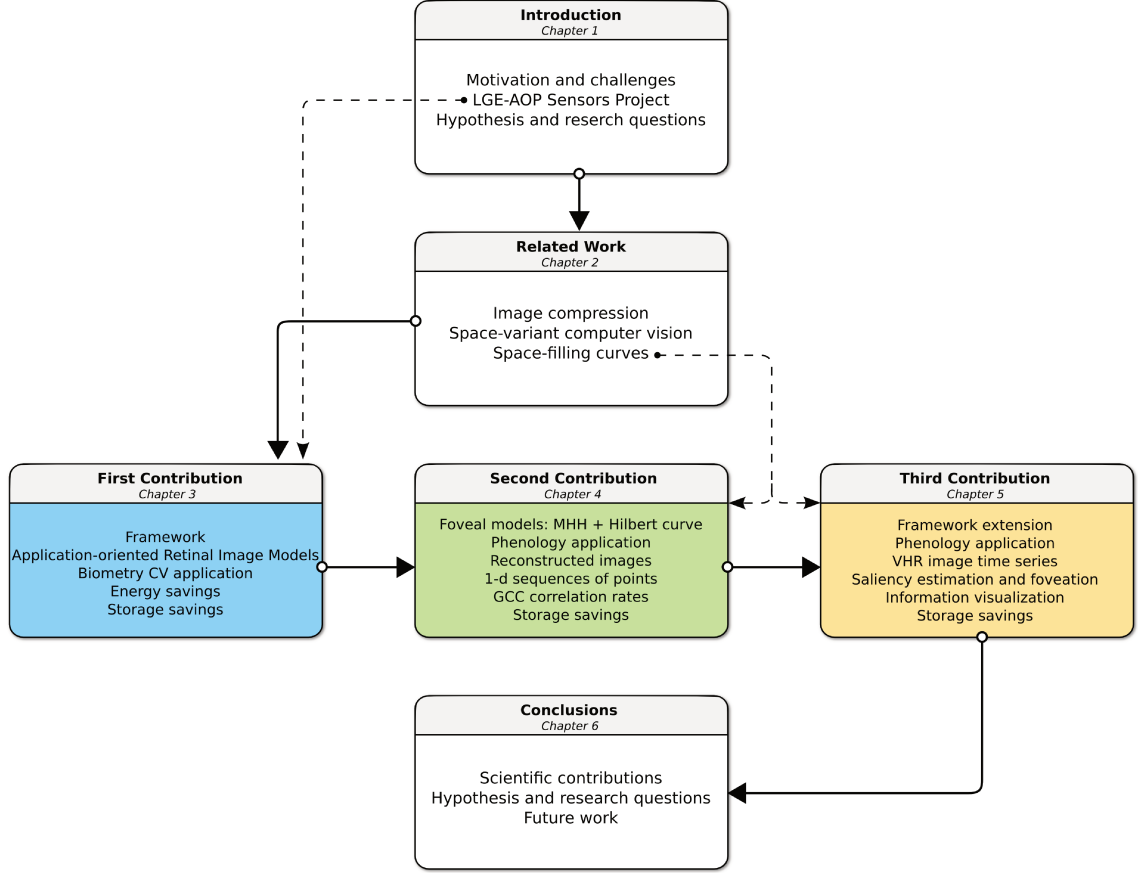 Introduction
Chapter 1
Motivation and challenges
LGE-AOP Sensors Project
Hypothesis and reserch questions
Related Work
Chapter 2
Image compression
Space-variant computer vision
Space-filling curves
First Contribution
Chapter 3
Framework
Application-oriented Retinal Image Models
Biometry CV application
Energy savings
Storage savings
Second Contribution
Chapter 4
Foveal models: MHH + Hilbert curve
Phenology application
Reconstructed images
1-d sequences of points
GCC correlation rates
Storage savings
Third Contribution
Chapter 5
Framework extension
Phenology application
VHR image time series
Saliency estimation and foveation
Information visualization
Storage savings
Conclusions
Chapter 6
Scientific contributions
Hypothesis and research questions
Future work